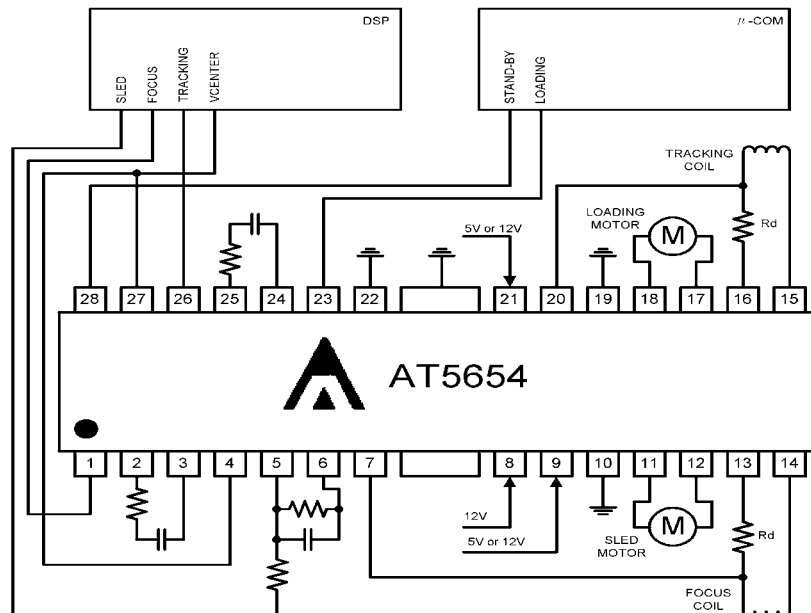 DSP
μ-COM
SLED
FOCUS
TRACKING
VCENTER
STAND-BY
LOADING
TRACKING
COIL
LOADING
MOTOR
M
Rd
5V or 12V
28 27 26 25 24 23 22 21 20 19 18 17 16 15
AT5654
1 2 3 4 5 6 7 8 9 10 11 12 13 14
12V
5V or 12V
M
SLED
MOTOR
Rd
FOCUS
COIL